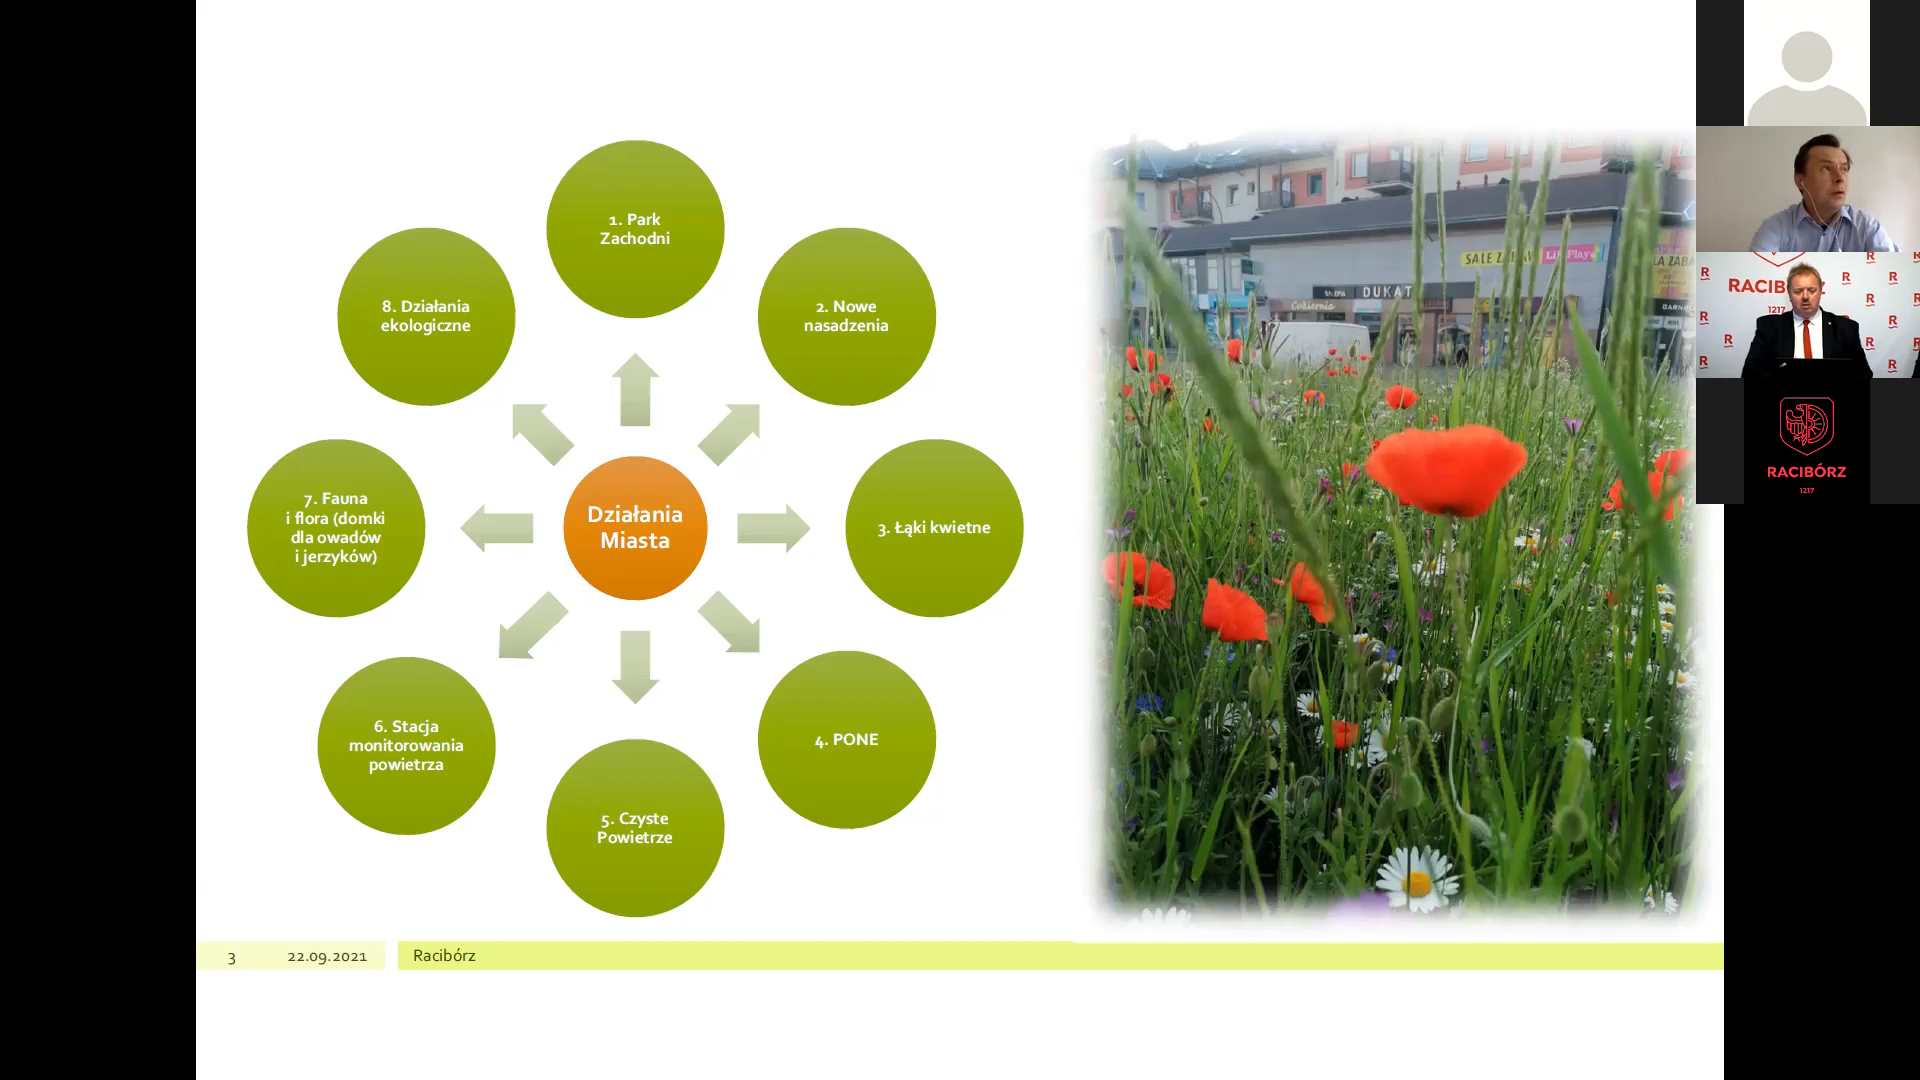 1. Park
Zachodni
2. Nowe
nasadzenia
3. Łąki kwietne
4. PONE
5. Czyste
Powietrze
6. Stacja
monitorowania
powietrza
7. Fauna
i flora (domki
dla owadów
i jerzyków)
8. Działania
ekologiczne
Działania
Miasta
SALE ZABAW
DUKAT
Cukiernia
3
22.09.2021
Racibórz
RACIBÓRZ
1217
R
R
R
R
R
R
R
R
RACIBÓRZ
1217